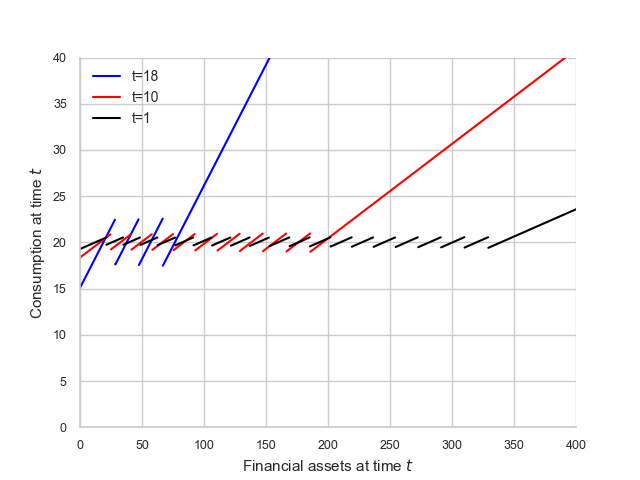 40
35
30
25
20
15
10
5
0
Consumption at time t
t=18
t=10
t=1
0 50 100 150 200 250 300 350 400
Financial assets at time t